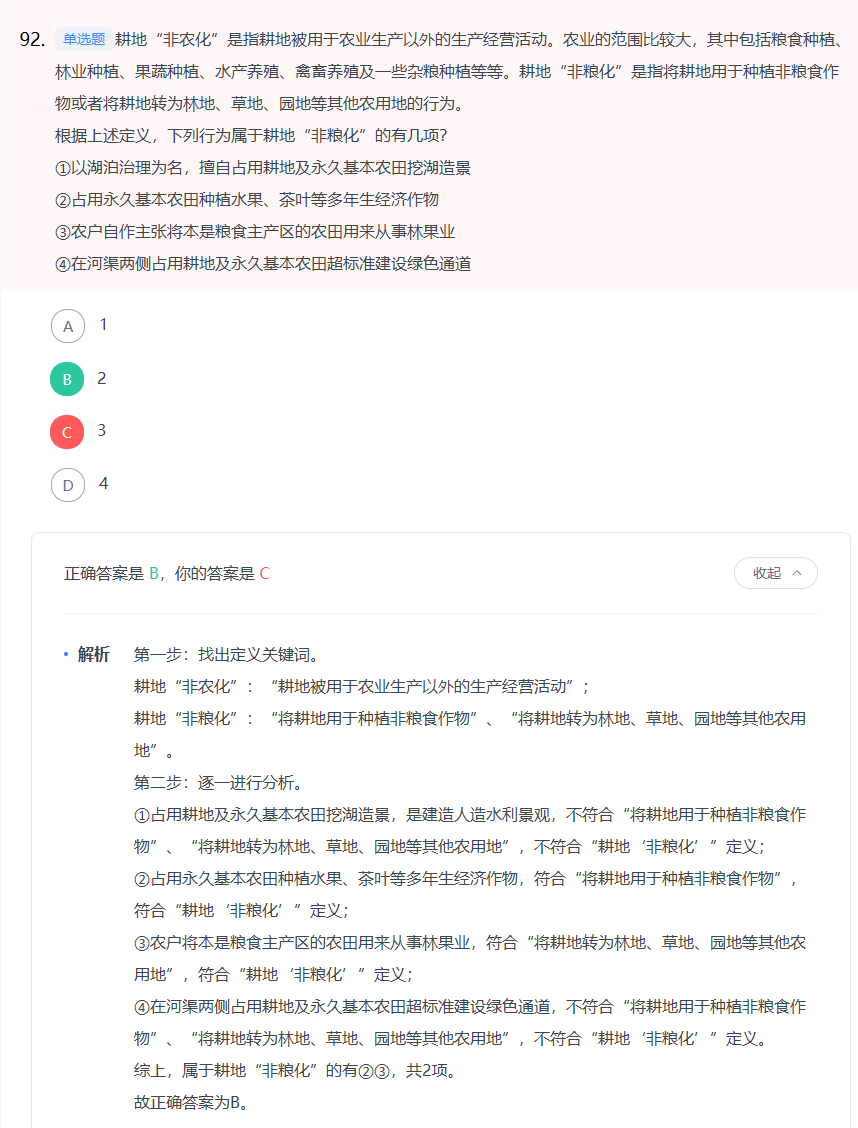 92. 单选题 耕地“非农化”是指耕地被用于农业生产以外的生产经营活动。农业的范围比较大，其中包括粮食种植、
林业种植、果蔬种植、水产养殖、禽畜养殖及一些杂粮种植等等。耕地“非粮化”是指将耕地用于种植非粮食作
物或者将耕地转为林地、草地、园地等其他农用地的行为。
根据上述定义，下列行为属于耕地“非粮化”的有几项？
①以湖泊治理为名，擅自占用耕地及永久基本农田挖湖造景
②占用永久基本农田种植水果、茶叶等多年生经济作物
③农户自作主张将本是粮食主产区的农田用来从事林果业
④在河渠两侧占用耕地及永久基本农田超标准建设绿色通道
A 1
B 2
C 3
D 4
正确答案是 B，你的答案是 C 收起
解析 第一步：找出定义关键词。
耕地“非农化”：“耕地被用于农业生产以外的生产经营活动”；
耕地“非粮化”：“将耕地用于种植非粮食作物”、“将耕地转为林地、草地、园地等其他农用
地”。
第二步：逐一进行分析。
①占用耕地及永久基本农田挖湖造景，是建造人造水利景观，不符合“将耕地用于种植非粮食作
物”、“将耕地转为林地、草地、园地等其他农用地”，不符合“耕地‘非粮化’”定义；
②占用永久基本农田种植水果、茶叶等多年生经济作物，符合“将耕地用于种植非粮食作物”，
符合“耕地‘非粮化’”定义；
③农户将本是粮食主产区的农田用来从事林果业，符合“将耕地转为林地、草地、园地等其他农
用地”，符合“耕地‘非粮化’”定义；
④在河渠两侧占用耕地及永久基本农田超标准建设绿色通道，不符合“将耕地用于种植非粮食作
物”、“将耕地转为林地、草地、园地等其他农用地”，不符合“耕地‘非粮化’”定义。
综上，属于耕地“非粮化”的有②③，共2项。
故正确答案为B。